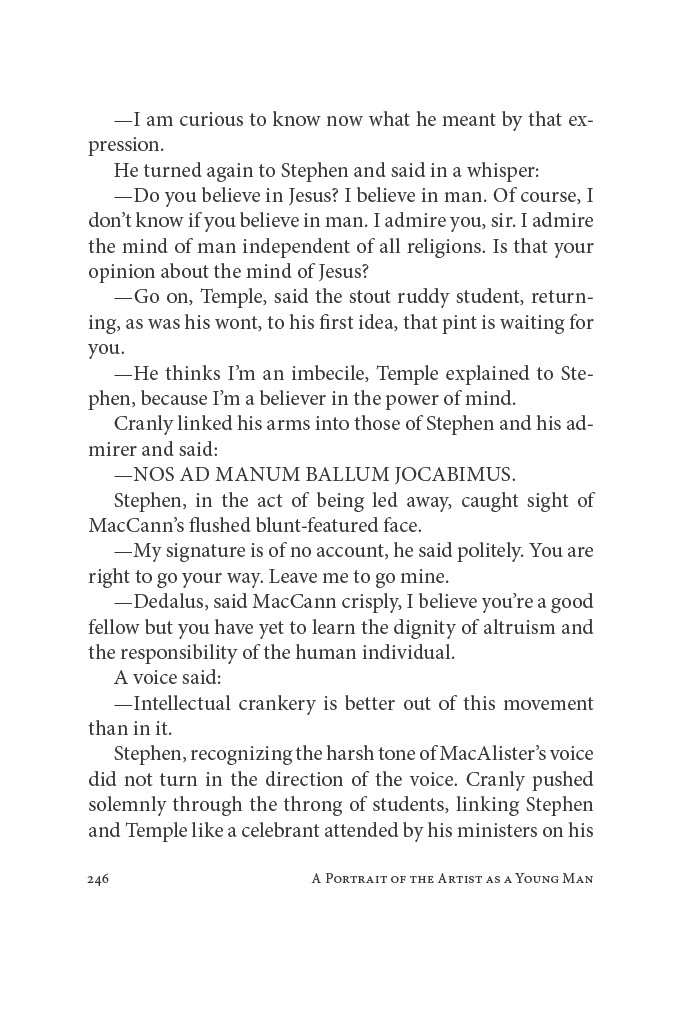 —I am curious to know now what he meant by that ex-
pression.
He turned again to Stephen and said in a whisper:
—Do you believe in Jesus? I believe in man. Of course, I
don’t know if you believe in man. I admire you, sir. I admire
the mind of man independent of all religions. Is that your
opinion about the mind of Jesus?
—Go on, Temple, said the stout ruddy student, return-
ing, as was his wont, to his first idea, that pint is waiting for
you.
—He thinks I’m an imbecile, Temple explained to Ste-
phen, because I’m a believer in the power of mind.
Cranly linked his arms into those of Stephen and his ad-
mirer and said:
—NOS AD MANUM BALLUM JOCABIMUS.
Stephen, in the act of being led away, caught sight of
MacCann’s flushed blunt-featured face.
—My signature is of no account, he said politely. You are
right to go your way. Leave me to go mine.
—Dedalus, said MacCann crisply, I believe you’re a good
fellow but you have yet to learn the dignity of altruism and
the responsibility of the human individual.
A voice said:
—Intellectual crankery is better out of this movement
than in it.
Stephen, recognizing the harsh tone of MacAlister’s voice
did not turn in the direction of the voice. Cranly pushed
solemnly through the throng of students, linking Stephen
and Temple like a celebrant attended by his ministers on his
246 A Portrait of the Artist as a Young Man